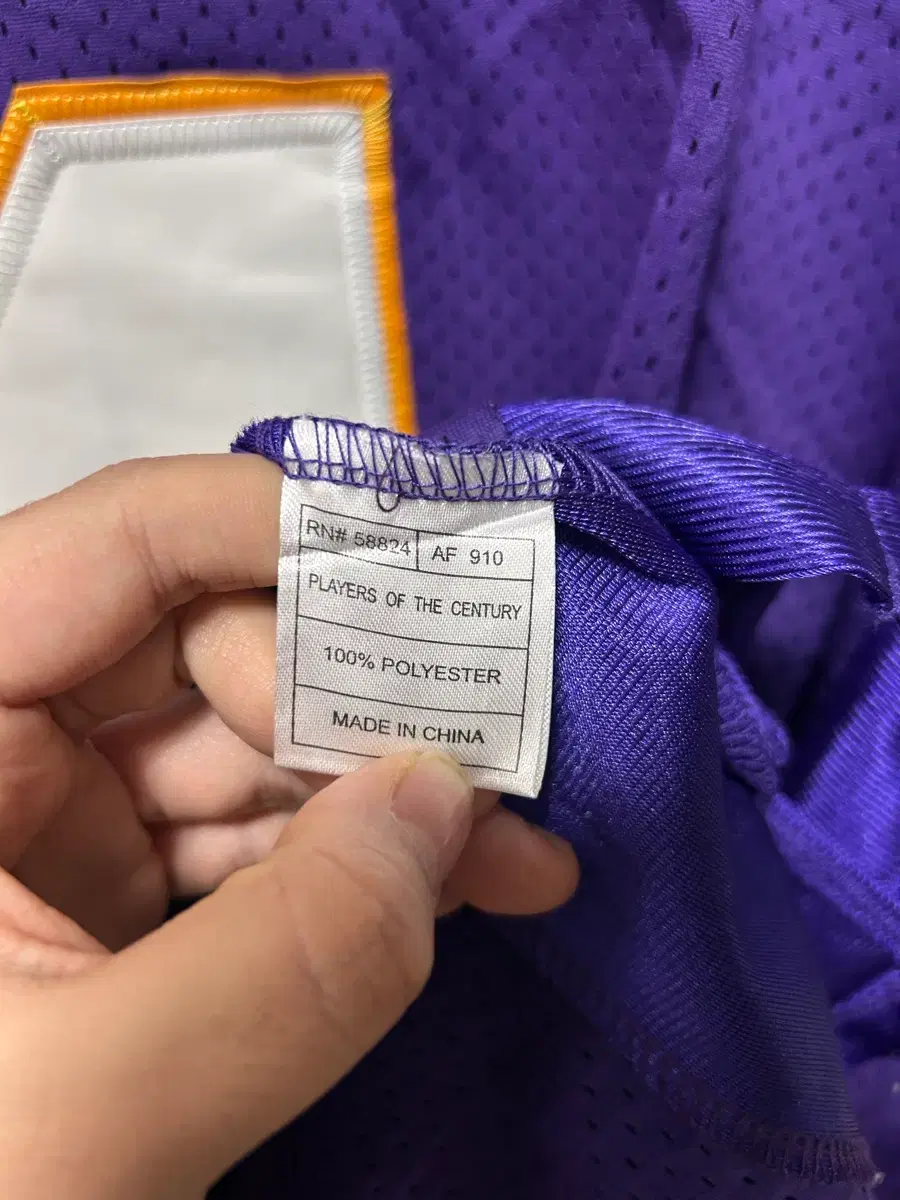 RN# 58824 AF 910
PLAYERS OF THE CENTURY
100% POLYESTER
MADE IN CHINA